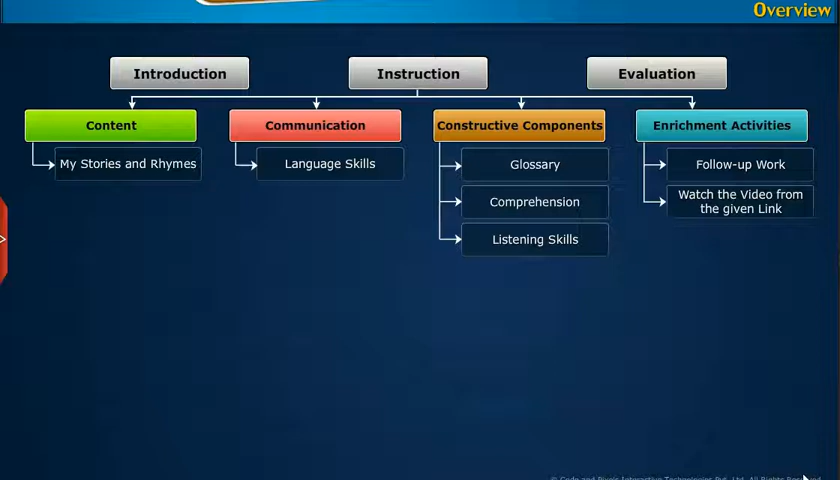 Overview
Introduction
Instruction
Evaluation
Content
Communication
Constructive Components
Enrichment Activities
My Stories and Rhymes
Language Skills
Glossary
Comprehension
Listening Skills
Follow-up Work
Watch the Video from
the given Link
© Code and Pixels Interactive Technologies Pvt. Ltd. All Rights Reserved